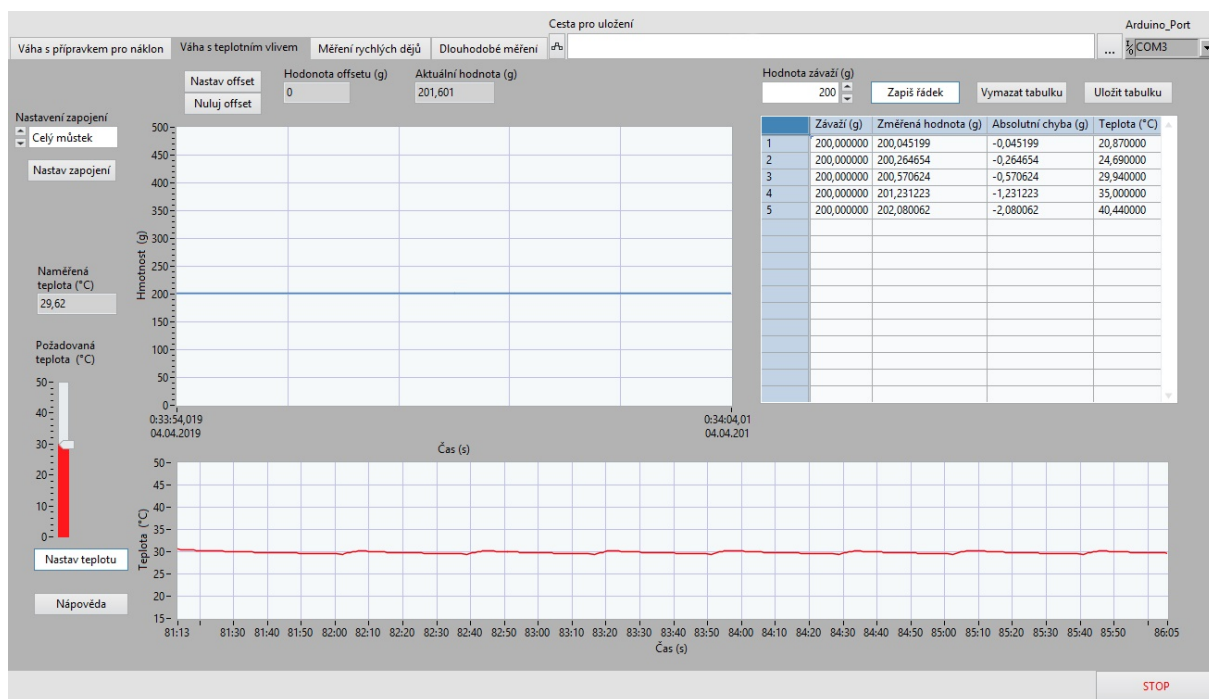 Cesta pro uložení
Arduino_Port
Váha s přípravkem pro náklon
Váha s teplotním vlivem
Měření rychlých dějů
Dlouhodobé měření
...
COM3
Nastav offset
Nuluj offset
Hodonota offsetu (g)
0
Aktuální hodnota (g)
201,601
Hodnota závaží (g)
200
Zapiš řádek
Vymazat tabulku
Uložit tabulku
Nastavení zapojení
Celý můstek
Nastav zapojení
Naměřená
teplota (°C)
29,62
Požadovaná
teplota (°C)
50
40
30
20
10
0
Nastav teplotu
Nápověda
Hmotnost (g)
500
450
400
350
300
250
200
150
100
50
0
0:33:54,019
04.04.2019
0:34:04,01
04.04.201
Čas (s)
Závaží (g) Změřená hodnota (g) Absolutní chyba (g) Teplota (°C)
1 200,000000 200,045199 -0,045199 20,870000
2 200,000000 200,264654 -0,264654 24,690000
3 200,000000 200,570624 -0,570624 29,940000
4 200,000000 201,231223 -1,231223 35,000000
5 200,000000 202,080062 -2,080062 40,440000
Teplota (°C)
50
45
40
35
30
25
20
15
81:13 81:30 81:40 81:50 82:00 82:10 82:20 82:30 82:40 82:50 83:00 83:10 83:20 83:30 83:40 83:50 84:00 84:10 84:20 84:30 84:40 84:50 85:00 85:10 85:20 85:30 85:40 85:50 86:05
Čas (s)
STOP